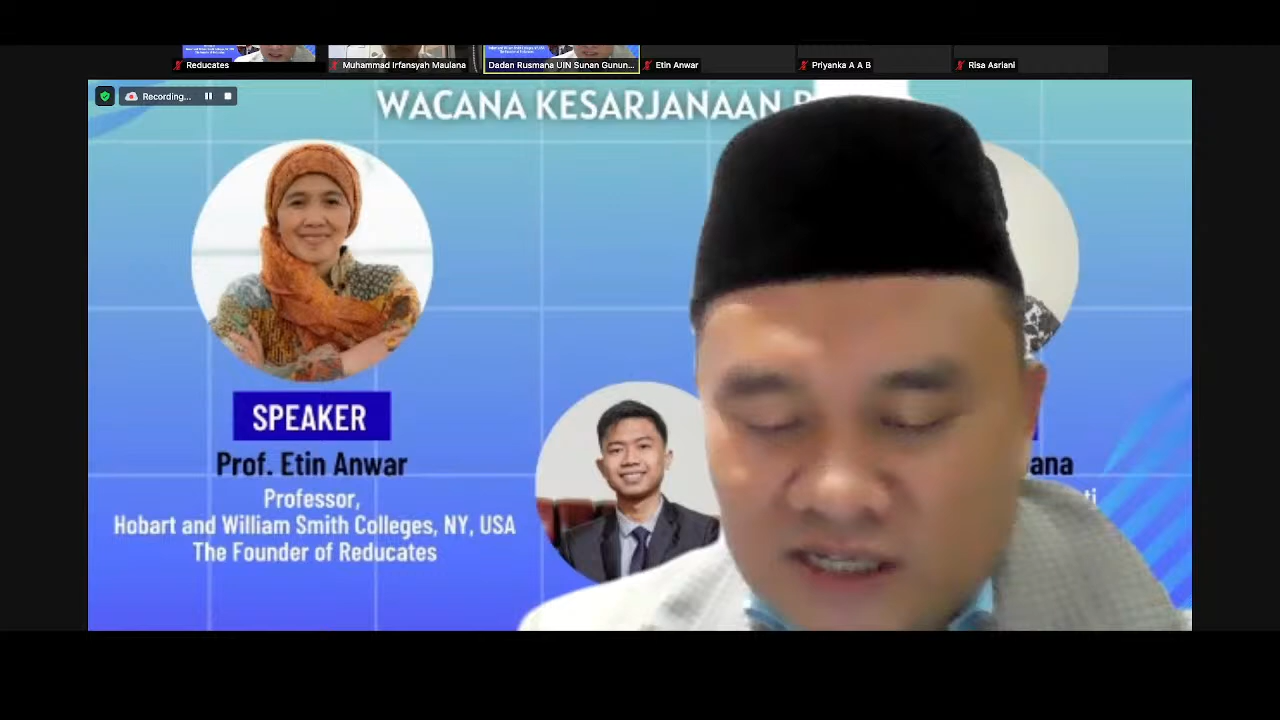 Reducates
Muhammad Irfansyah Maulana
Dadan Rusmana UIN Sunan Gunun...
Etin Anwar
Priyanka A A B
Risa Asriani
Recording...
WACANA KESARJANAAN
SPEAKER
Prof. Etin Anwar
Professor,
Hobart and William Smith Colleges, NY, USA
The Founder of Reducates